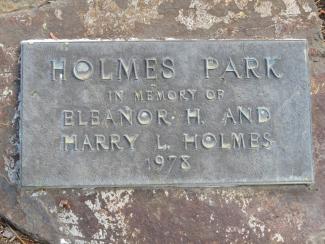 HOLMES PARK
IN MEMORY OF
ELEANOR H. AND
HARRY L. HOLMES
1978